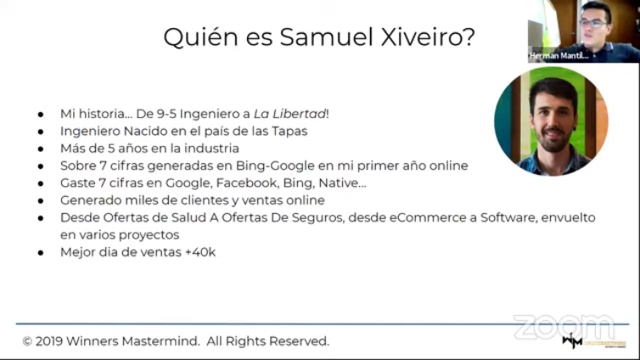 Quién es Samuel Xiveiro?
Herman Mantil...
● Mi historia... De 9-5 Ingeniero a La Libertad!
● Ingeniero Nacido en el país de las Tapas
● Más de 5 años en la industria
● Sobre 7 cifras generadas en Bing-Google en mi primer año online
● Gaste 7 cifras en Google, Facebook, Bing, Native...
● Generado miles de clientes y ventas online
● Desde Ofertas de Salud A Ofertas De Seguros, desde eCommerce a Software, envuelto
en varios proyectos
● Mejor dia de ventas +40k
zoom
© 2019 Winners Mastermind. All Rights Reserved.
WM